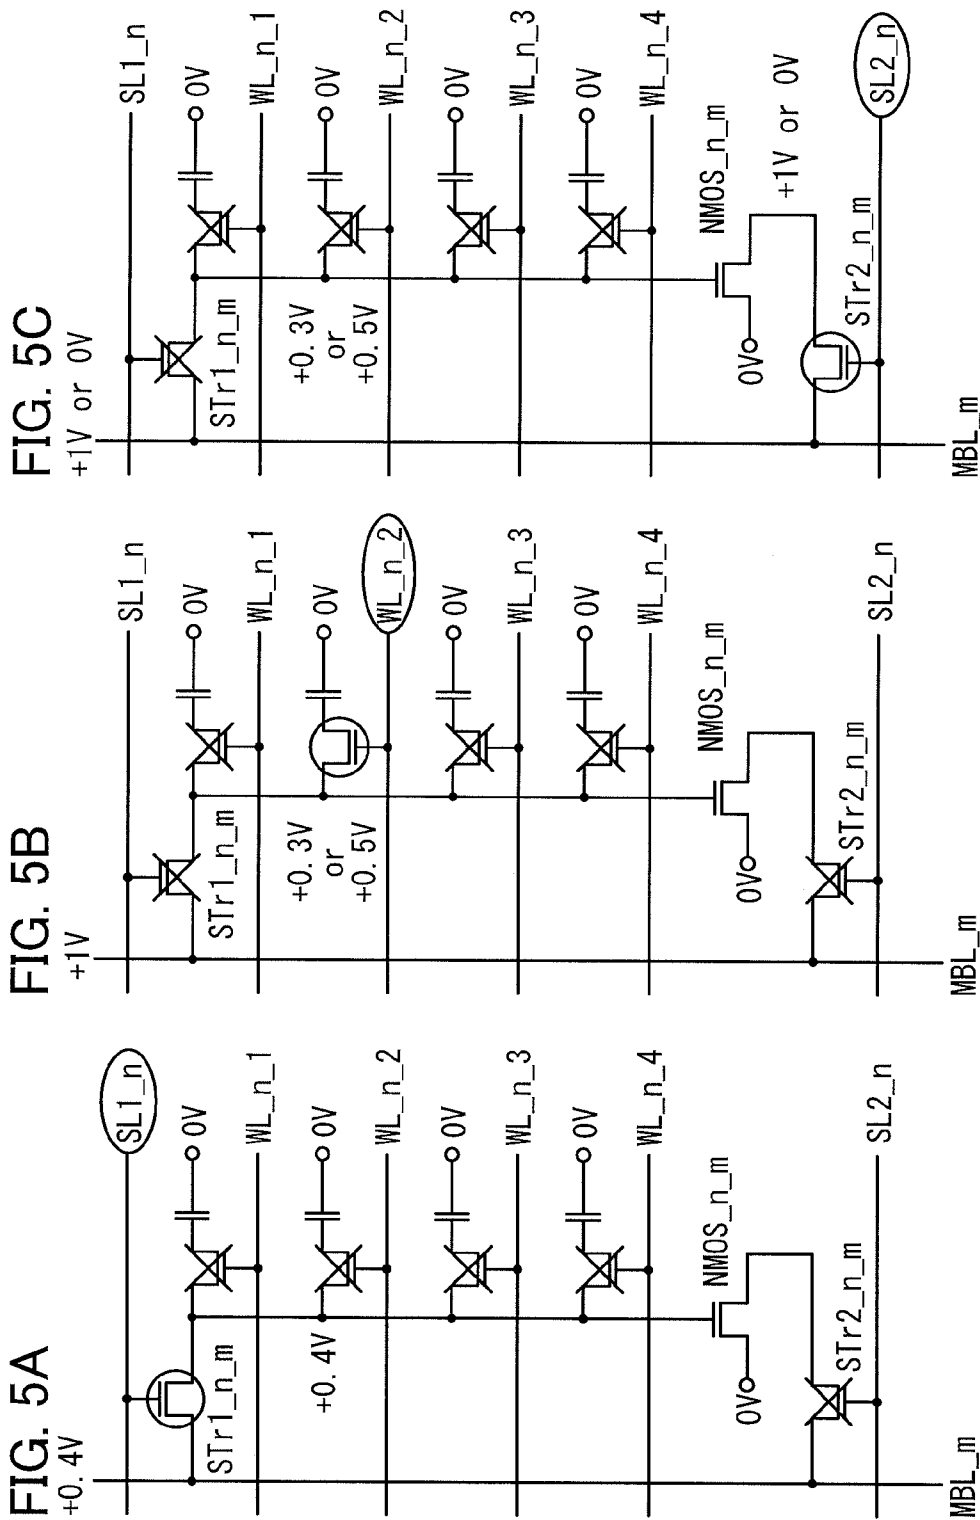 FIG. 5A
+0.4V
SL1_n
STr1_n_m
0V
WL_n_1
+0.4V
0V
WL_n_2
0V
WL_n_3
0V
WL_n_4
NMOS_n_m
0V
STr2_n_m
SL2_n
MBL_m
FIG. 5B
+1V
SL1_n
STr1_n_m
0V
WL_n_1
+0.3V
or
+0.5V
0V
WL_n_2
0V
WL_n_3
0V
WL_n_4
NMOS_n_m
0V
STr2_n_m
SL2_n
MBL_m
FIG. 5C
+1V or 0V
SL1_n
STr1_n_m
0V
WL_n_1
+0.3V
or
+0.5V
0V
WL_n_2
0V
WL_n_3
0V
WL_n_4
NMOS_n_m
0V
+1V or 0V
STr2_n_m
SL2_n
MBL_m